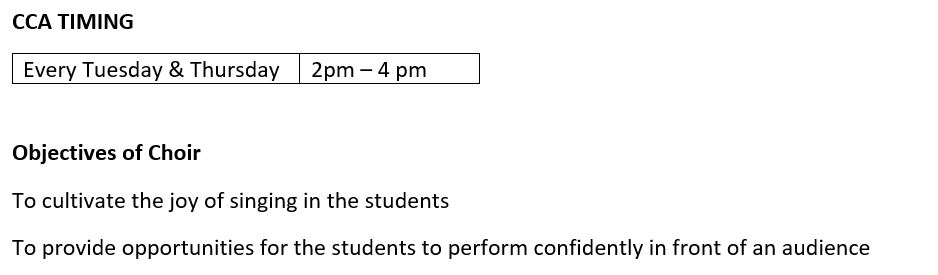 CCA TIMING
Every Tuesday & Thursday 2pm – 4 pm
Objectives of Choir
To cultivate the joy of singing in the students
To provide opportunities for the students to perform confidently in front of an audience